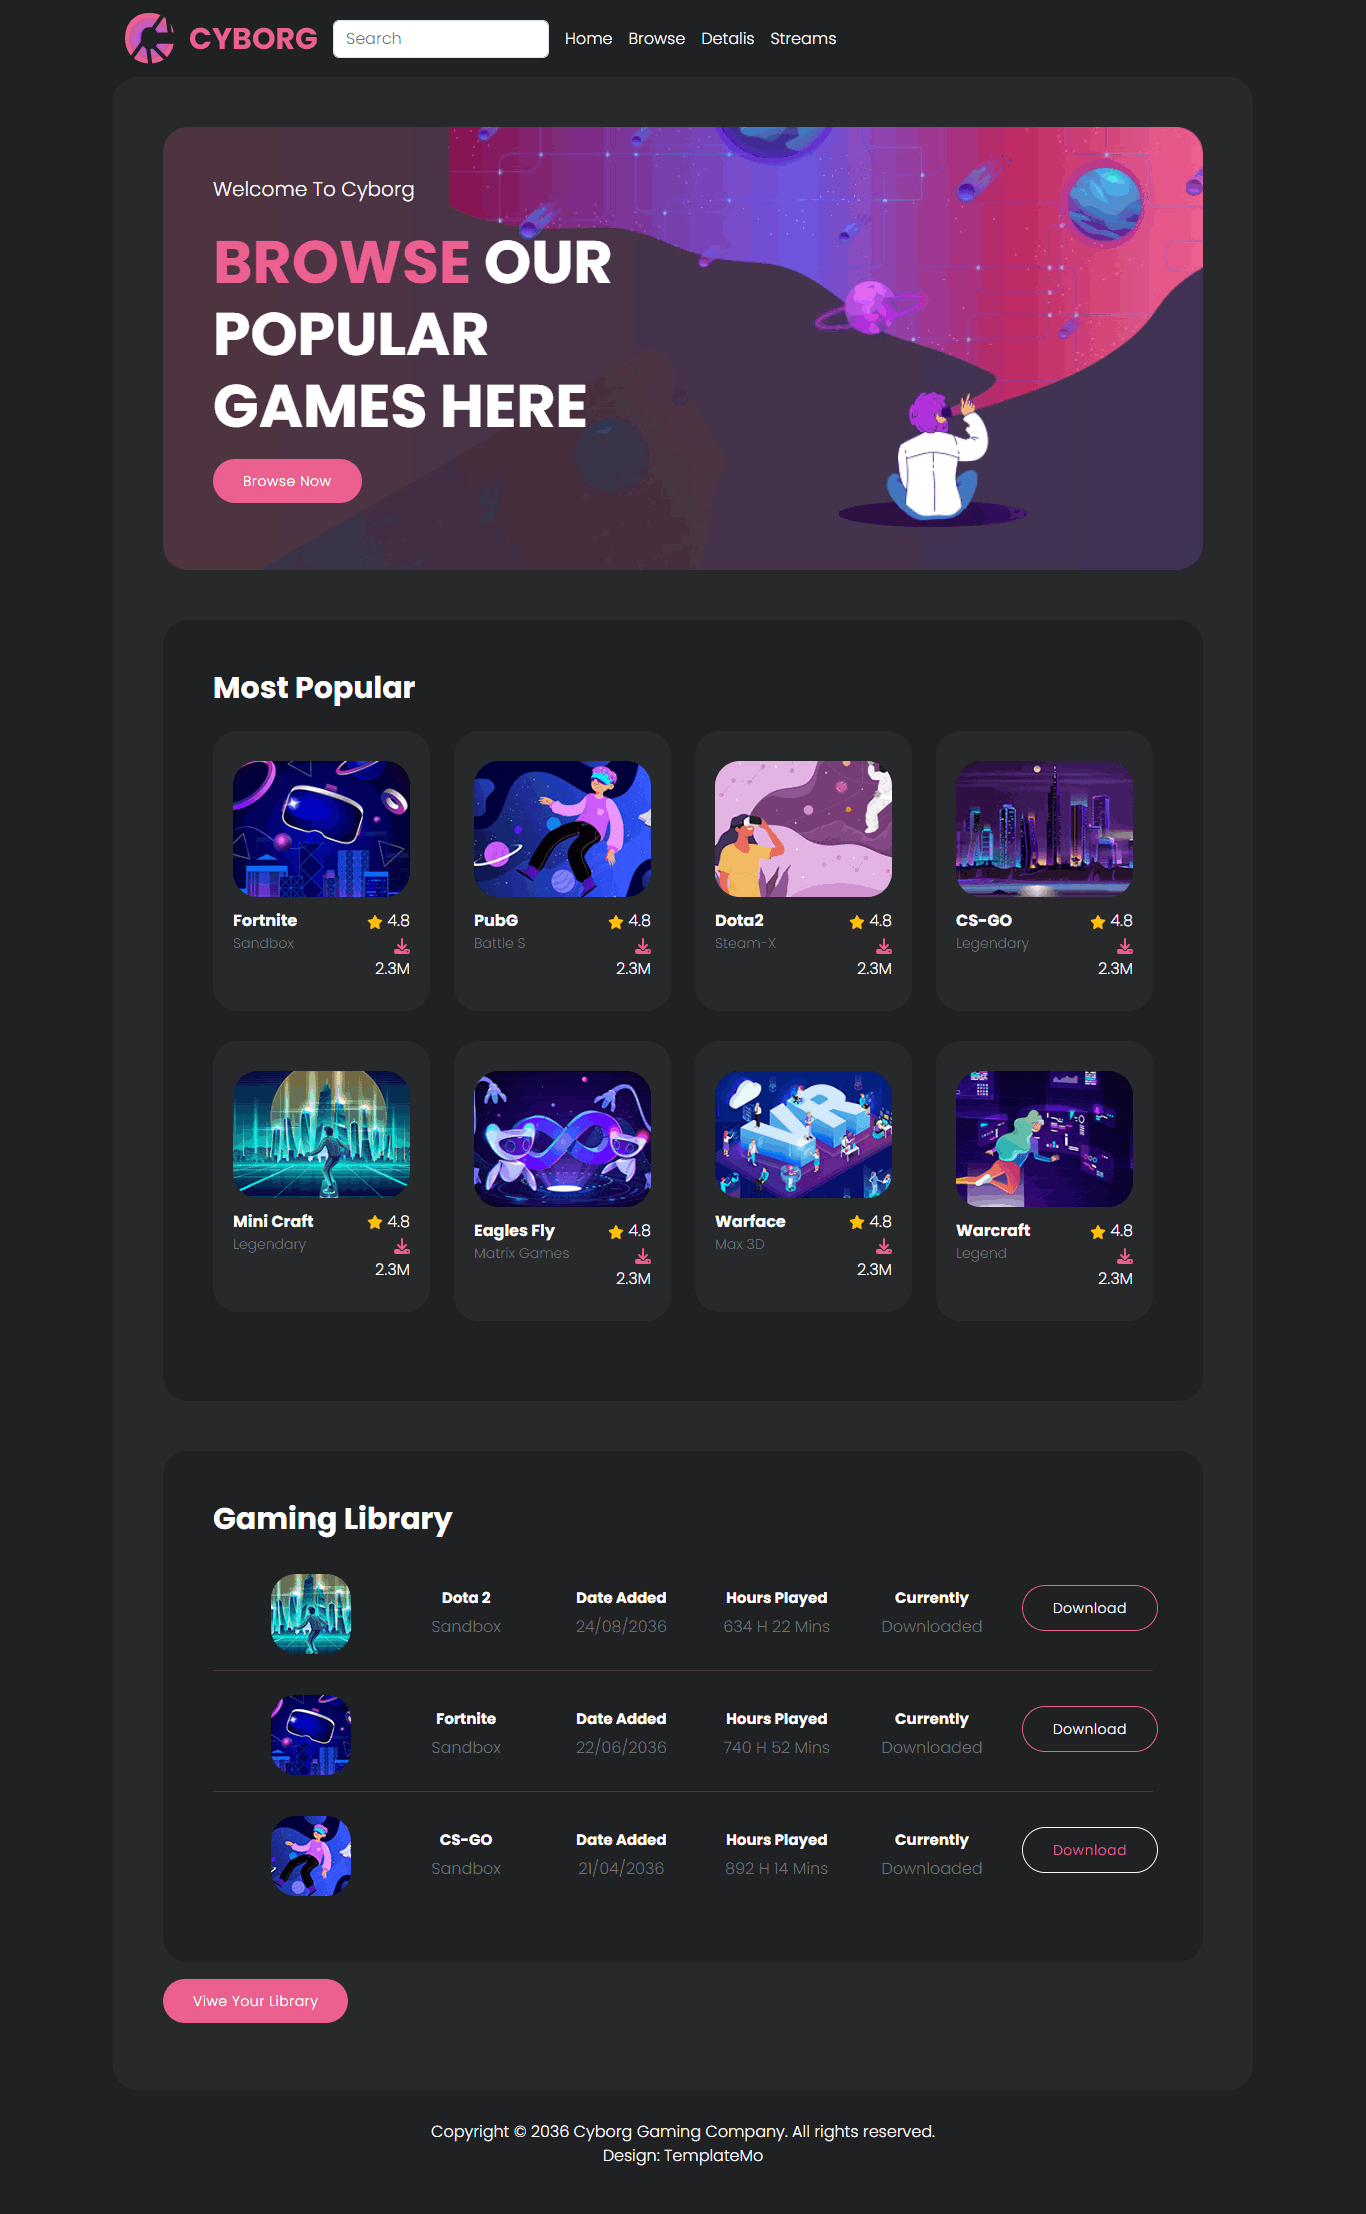 CYBORG Search Home Browse Detalis Streams
Welcome To Cyborg
BROWSE OUR
POPULAR
GAMES HERE
Browse Now
Most Popular
Fortnite 4.8
Sandbox
2.3M
PubG 4.8
Battle S
2.3M
Dota2 4.8
Steam-X
2.3M
CS-GO 4.8
Legendary
2.3M
Mini Craft 4.8
Legendary
2.3M
Eagles Fly 4.8
Matrix Games
2.3M
VR
Warface 4.8
Max 3D
2.3M
Warcraft 4.8
Legend
2.3M
Gaming Library
Dota 2 Date Added Hours Played Currently Download
Sandbox 24/08/2036 634 H 22 Mins Downloaded
Fortnite Date Added Hours Played Currently Download
Sandbox 22/06/2036 740 H 52 Mins Downloaded
CS-GO Date Added Hours Played Currently Download
Sandbox 21/04/2036 892 H 14 Mins Downloaded
Viwe Your Library
Copyright © 2036 Cyborg Gaming Company. All rights reserved.
Design: TemplateMo